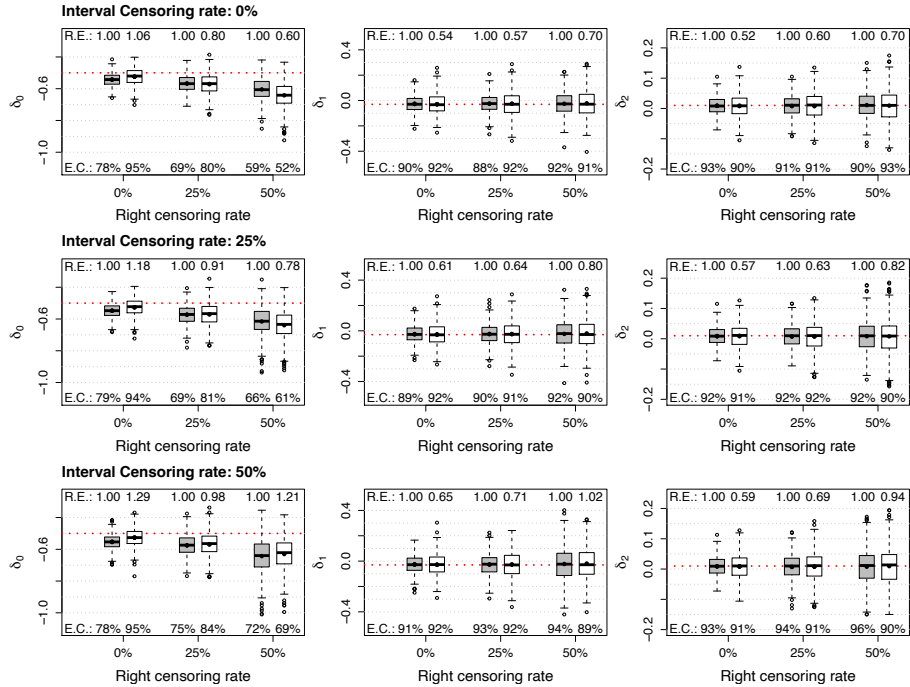 Interval Censoring rate: 0%
R.E.: 1.00 1.06 1.00 0.80 1.00 0.60
−0.6
−1.0
δ0
E.C.: 78% 95% 69% 80% 59% 52%
0% 25% 50%
Right censoring rate
R.E.: 1.00 0.54 1.00 0.57 1.00 0.70
0.4
0.0
−0.4
δ1
E.C.: 90% 92% 88% 92% 92% 91%
0% 25% 50%
Right censoring rate
R.E.: 1.00 0.52 1.00 0.60 1.00 0.70
0.2
0.1
0.0
−0.2
δ2
E.C.: 93% 90% 91% 91% 90% 93%
0% 25% 50%
Right censoring rate
Interval Censoring rate: 25%
R.E.: 1.00 1.18 1.00 0.91 1.00 0.78
−0.6
−1.0
δ0
E.C.: 79% 94% 69% 81% 66% 61%
0% 25% 50%
Right censoring rate
R.E.: 1.00 0.61 1.00 0.64 1.00 0.80
0.4
0.0
−0.4
δ1
E.C.: 89% 92% 90% 91% 92% 90%
0% 25% 50%
Right censoring rate
R.E.: 1.00 0.57 1.00 0.63 1.00 0.82
0.2
0.1
0.0
−0.2
δ2
E.C.: 92% 91% 92% 92% 92% 90%
0% 25% 50%
Right censoring rate
Interval Censoring rate: 50%
R.E.: 1.00 1.29 1.00 0.98 1.00 1.21
−0.6
−1.0
δ0
E.C.: 78% 95% 75% 84% 72% 69%
0% 25% 50%
Right censoring rate
R.E.: 1.00 0.65 1.00 0.71 1.00 1.02
0.4
0.0
−0.4
δ1
E.C.: 91% 92% 93% 92% 94% 89%
0% 25% 50%
Right censoring rate
R.E.: 1.00 0.59 1.00 0.69 1.00 0.94
0.2
0.1
0.0
−0.2
δ2
E.C.: 93% 91% 94% 91% 96% 90%
0% 25% 50%
Right censoring rate